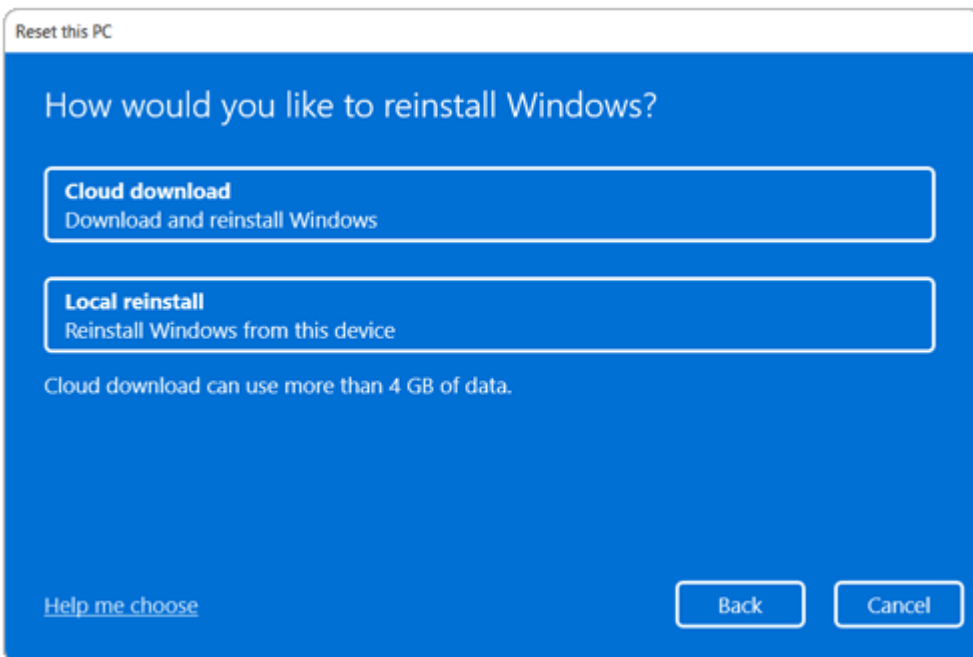 Reset this PC
How would you like to reinstall Windows?
Cloud download
Download and reinstall Windows
Local reinstall
Reinstall Windows from this device
Cloud download can use more than 4 GB of data.
Help me choose
Back
Cancel